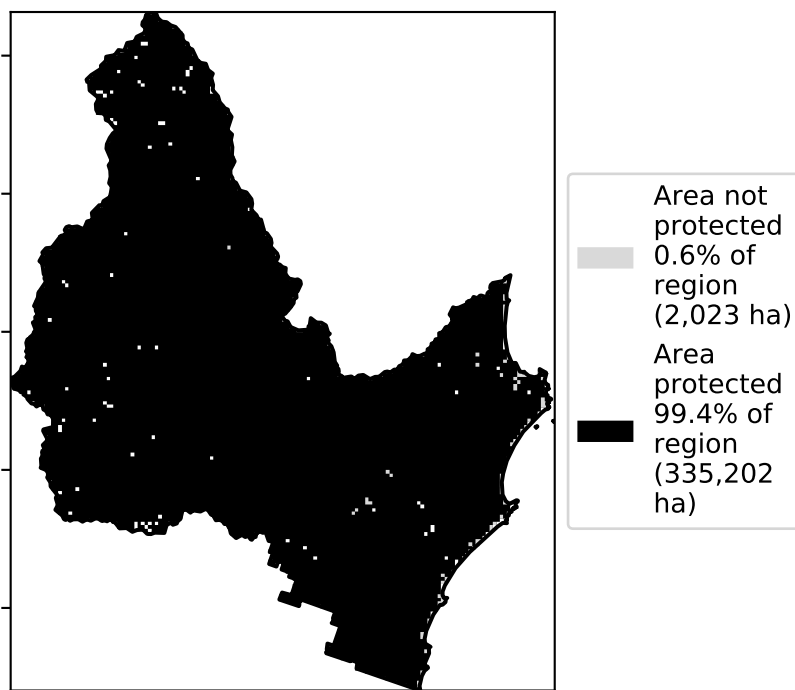 Area not
protected
0.6% of
region
(2,023 ha)
Area
protected
99.4% of
region
(335,202
ha)